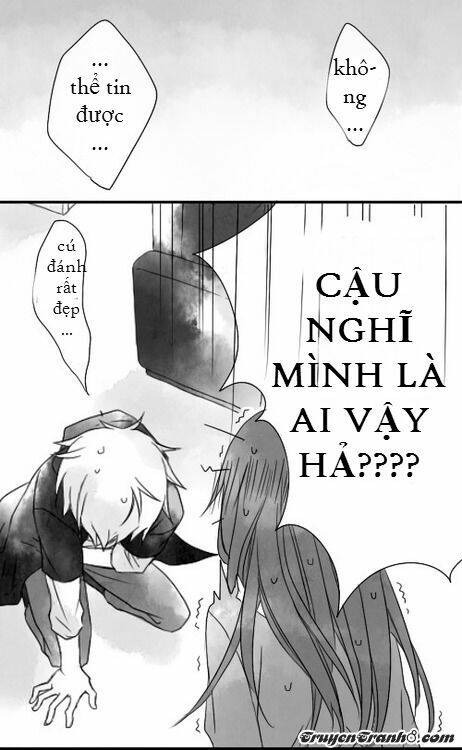 khô-
ng
...
...
thể tin
được
...
CẬU
NGHĨ
MÌNH LÀ
AI VẬY
HẢ????
cú
đánh
rất
đẹp
...
TruyenTranh8.com